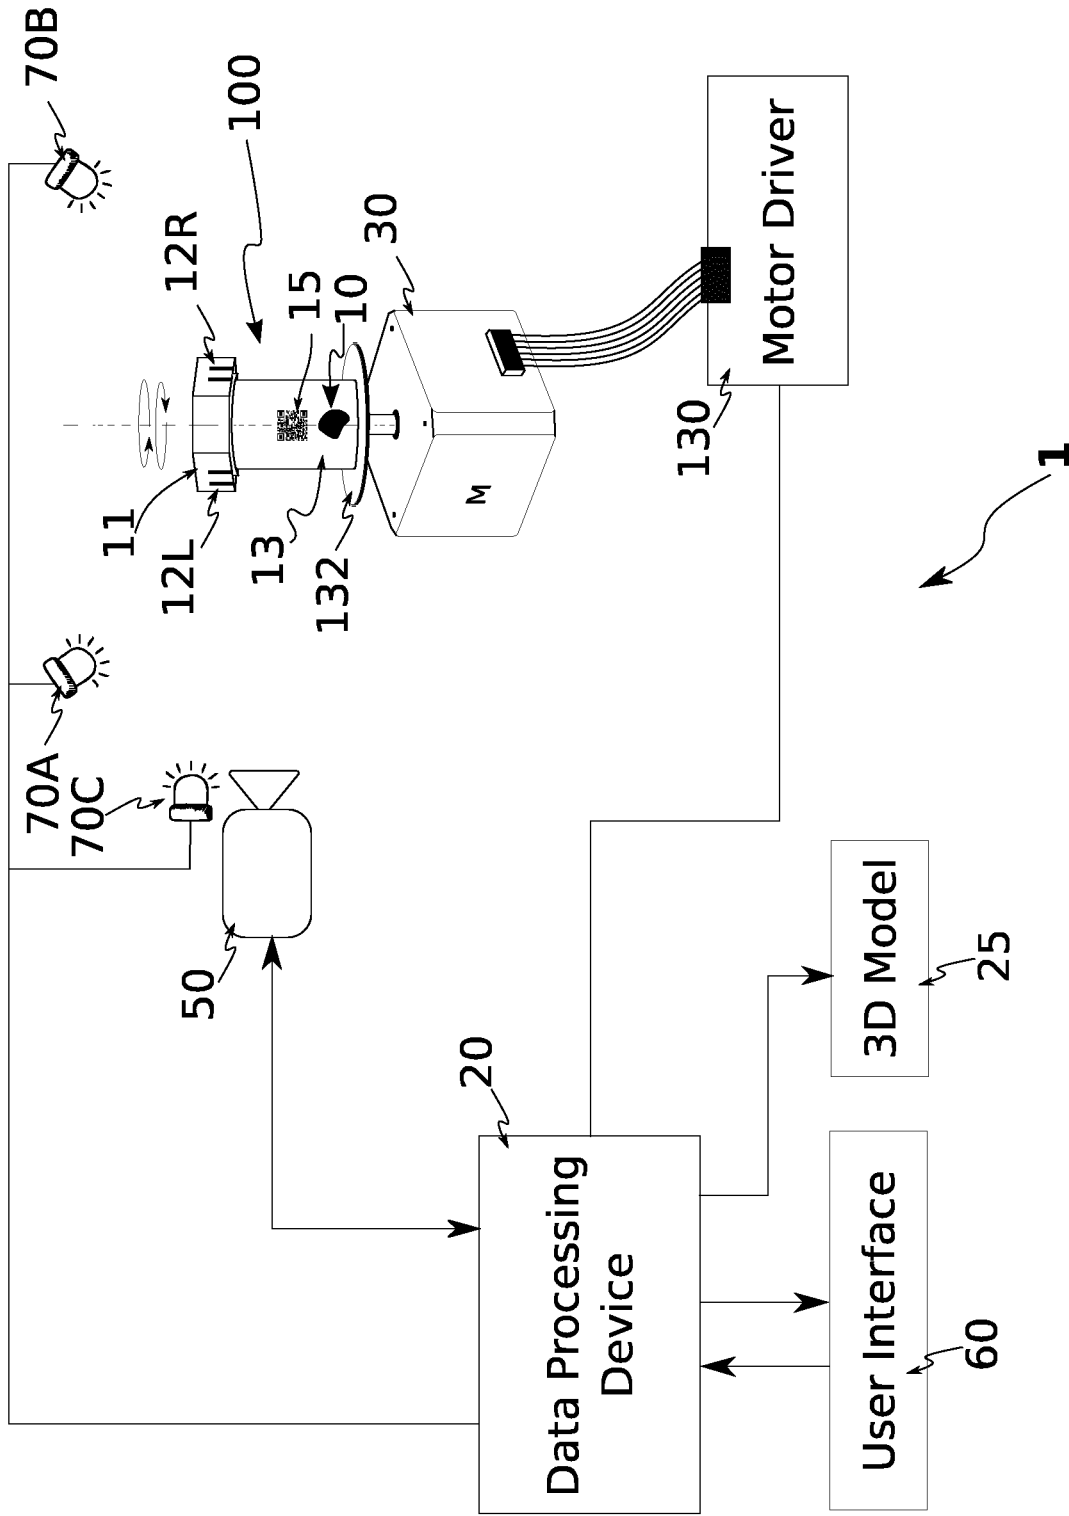 70B
100
12R
30
15
10
11
12L
13
132
M
Motor Driver
130
1
70A
70C
50
20
Data Processing
Device
3D Model
25
User Interface
60